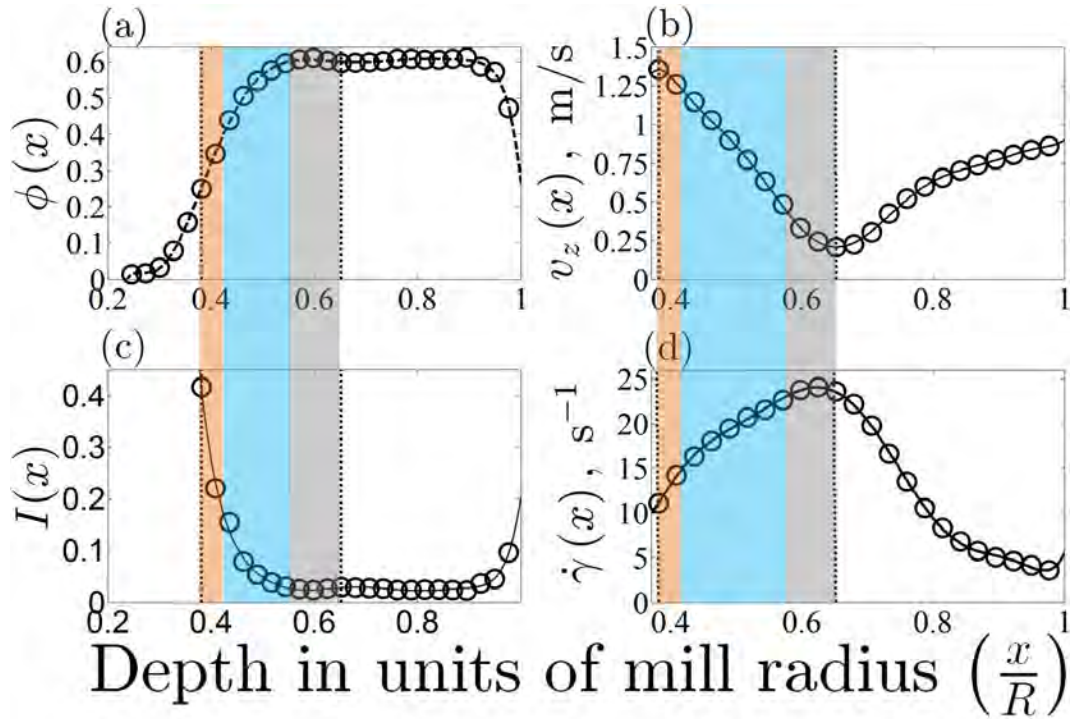 (a)
ϕ(x)
0.6
0.5
0.4
0.3
0.2
0.1
0
0.2 0.4 0.6 0.8 1
(b)
v_z(x), m/s
1.5
1.25
1
0.75
0.5
0.25
0
0.4 0.6 0.8 1
(c)
I(x)
0.4
0.3
0.2
0.1
0
0.2 0.4 0.6 0.8 1
(d)
γ̇(x), s⁻¹
25
20
15
10
5
0
0.4 0.6 0.8 1
Depth in units of mill radius (x/R)